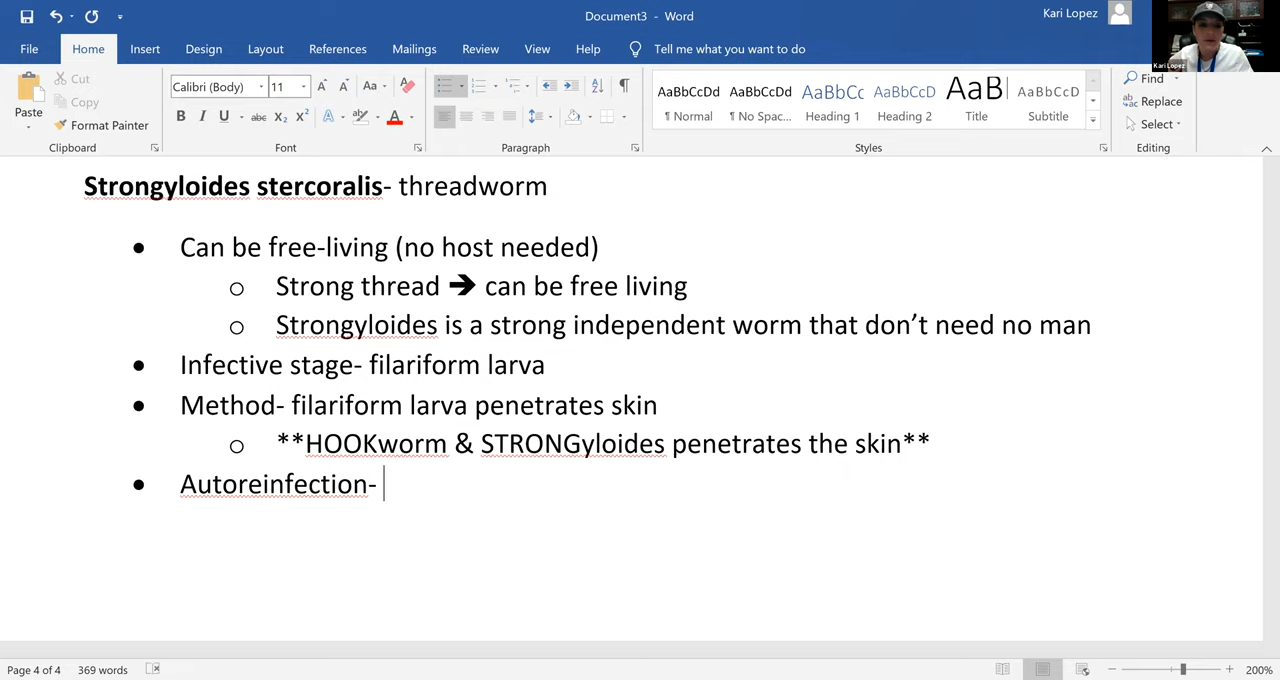 Document3 - Word
Kari Lopez
Kari Lopez
File Home Insert Design Layout References Mailings Review View Help Tell me what you want to do
Paste
Cut
Copy
Format Painter
Clipboard
Calibri (Body) 11
Font
Paragraph
AaBbCcDd AaBbCcDd AaBbCc AaBbCcD AaB AaBbCcD
¶ Normal ¶ No Spac... Heading 1 Heading 2 Title Subtitle
Styles
Find
Replace
Select
Editing
Strongyloides stercoralis- threadworm
• Can be free-living (no host needed)
o Strong thread ➔ can be free living
o Strongyloides is a strong independent worm that don’t need no man
• Infective stage- filariform larva
• Method- filariform larva penetrates skin
o **HOOKworm & STRONGyloides penetrates the skin**
• Autoreinfection-
Page 4 of 4 369 words
200%